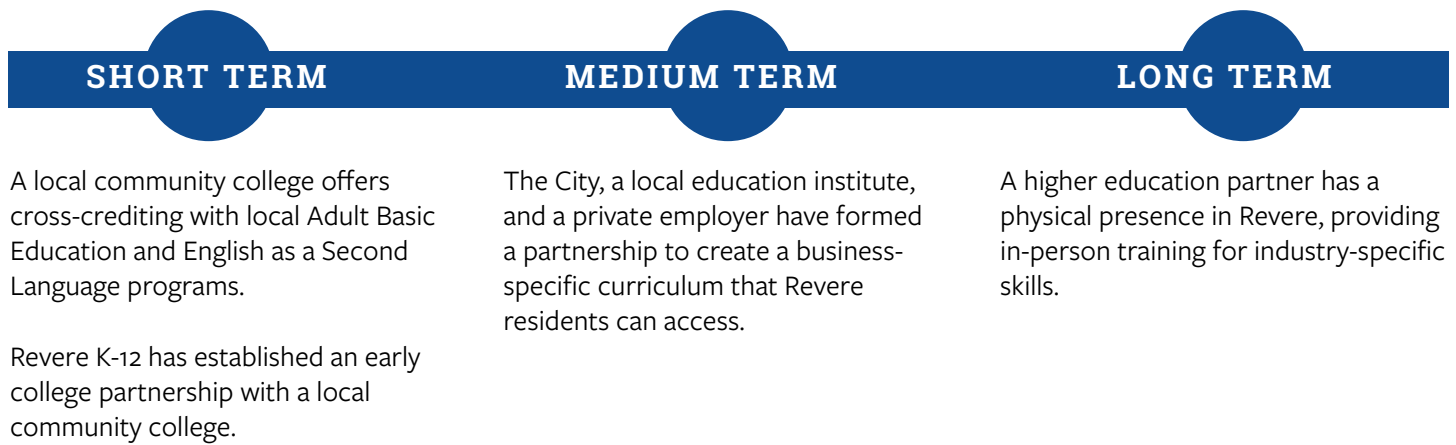 SHORT TERM
A local community college offers
cross-crediting with local Adult Basic
Education and English as a Second
Language programs.
Revere K-12 has established an early
college partnership with a local
community college.
MEDIUM TERM
The City, a local education institute,
and a private employer have formed
a partnership to create a business-
specific curriculum that Revere
residents can access.
LONG TERM
A higher education partner has a
physical presence in Revere, providing
in-person training for industry-specific
skills.